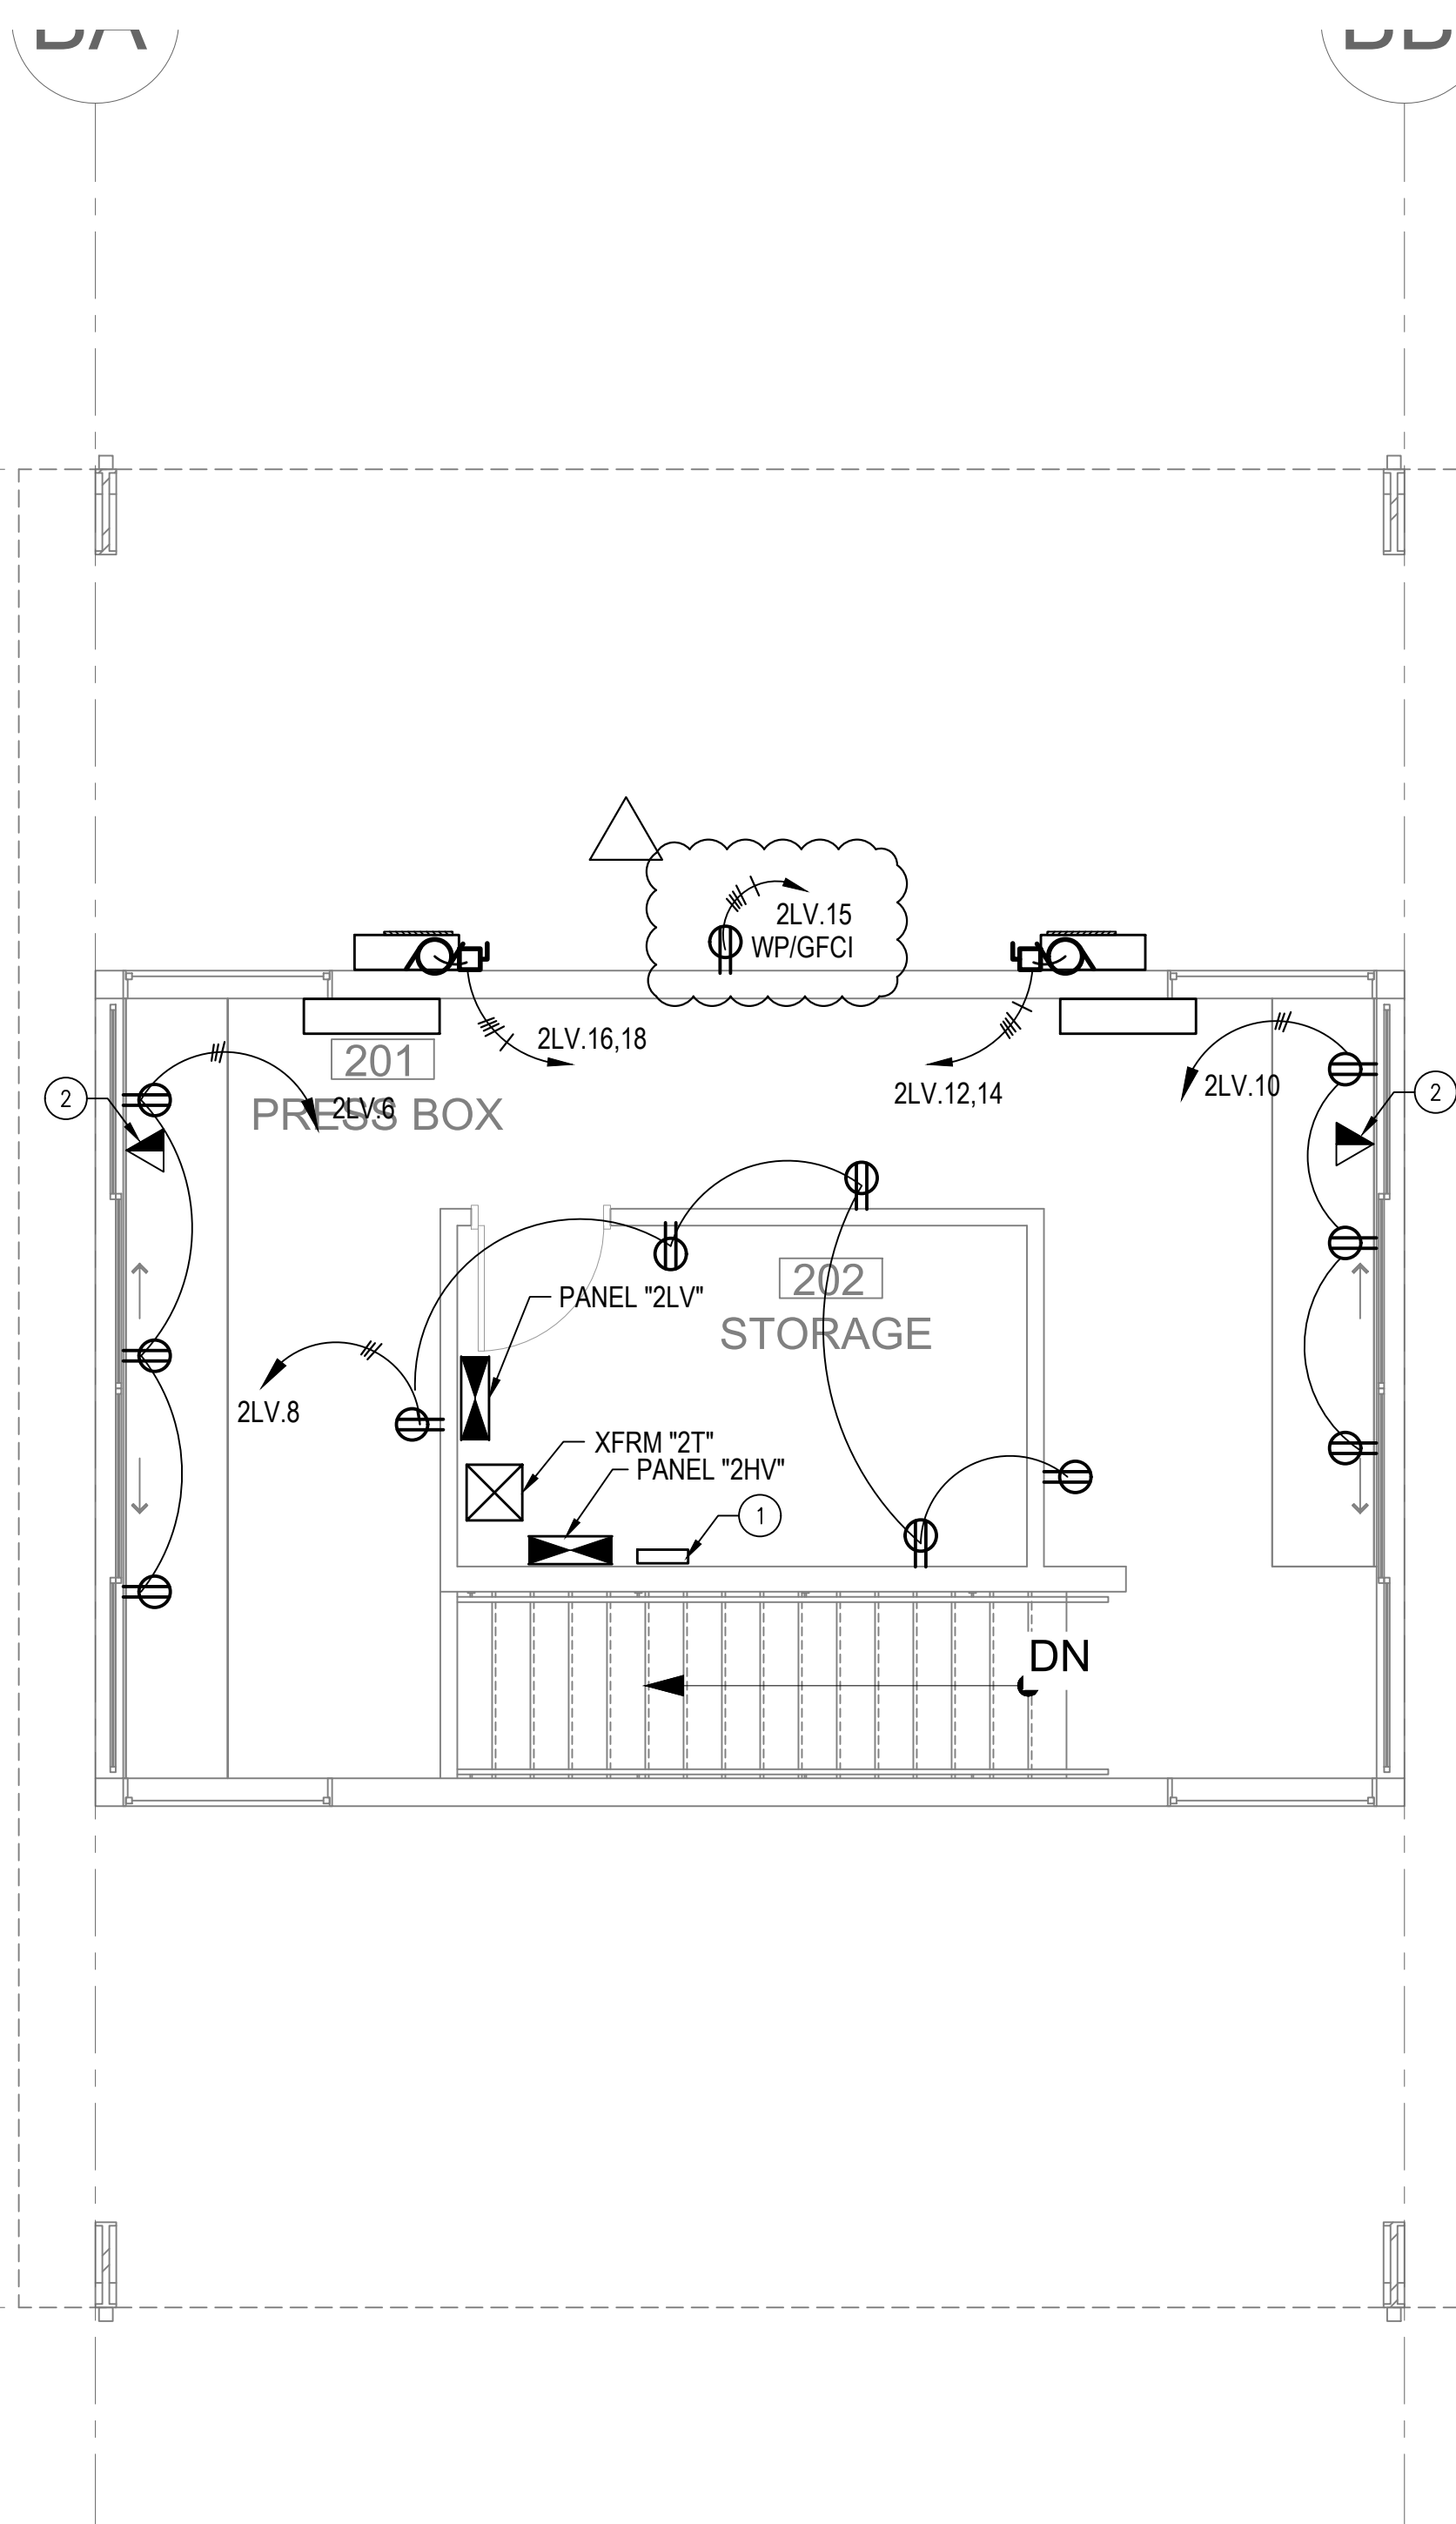 2LV.15
WP/GFCI
2LV.16,18
201
PRESS BOX
2LV.6
2LV.12,14
2LV.10
2
2
PANEL "2LV"
202
STORAGE
2LV.8
XFRM "2T"
PANEL "2HV"
1
DN